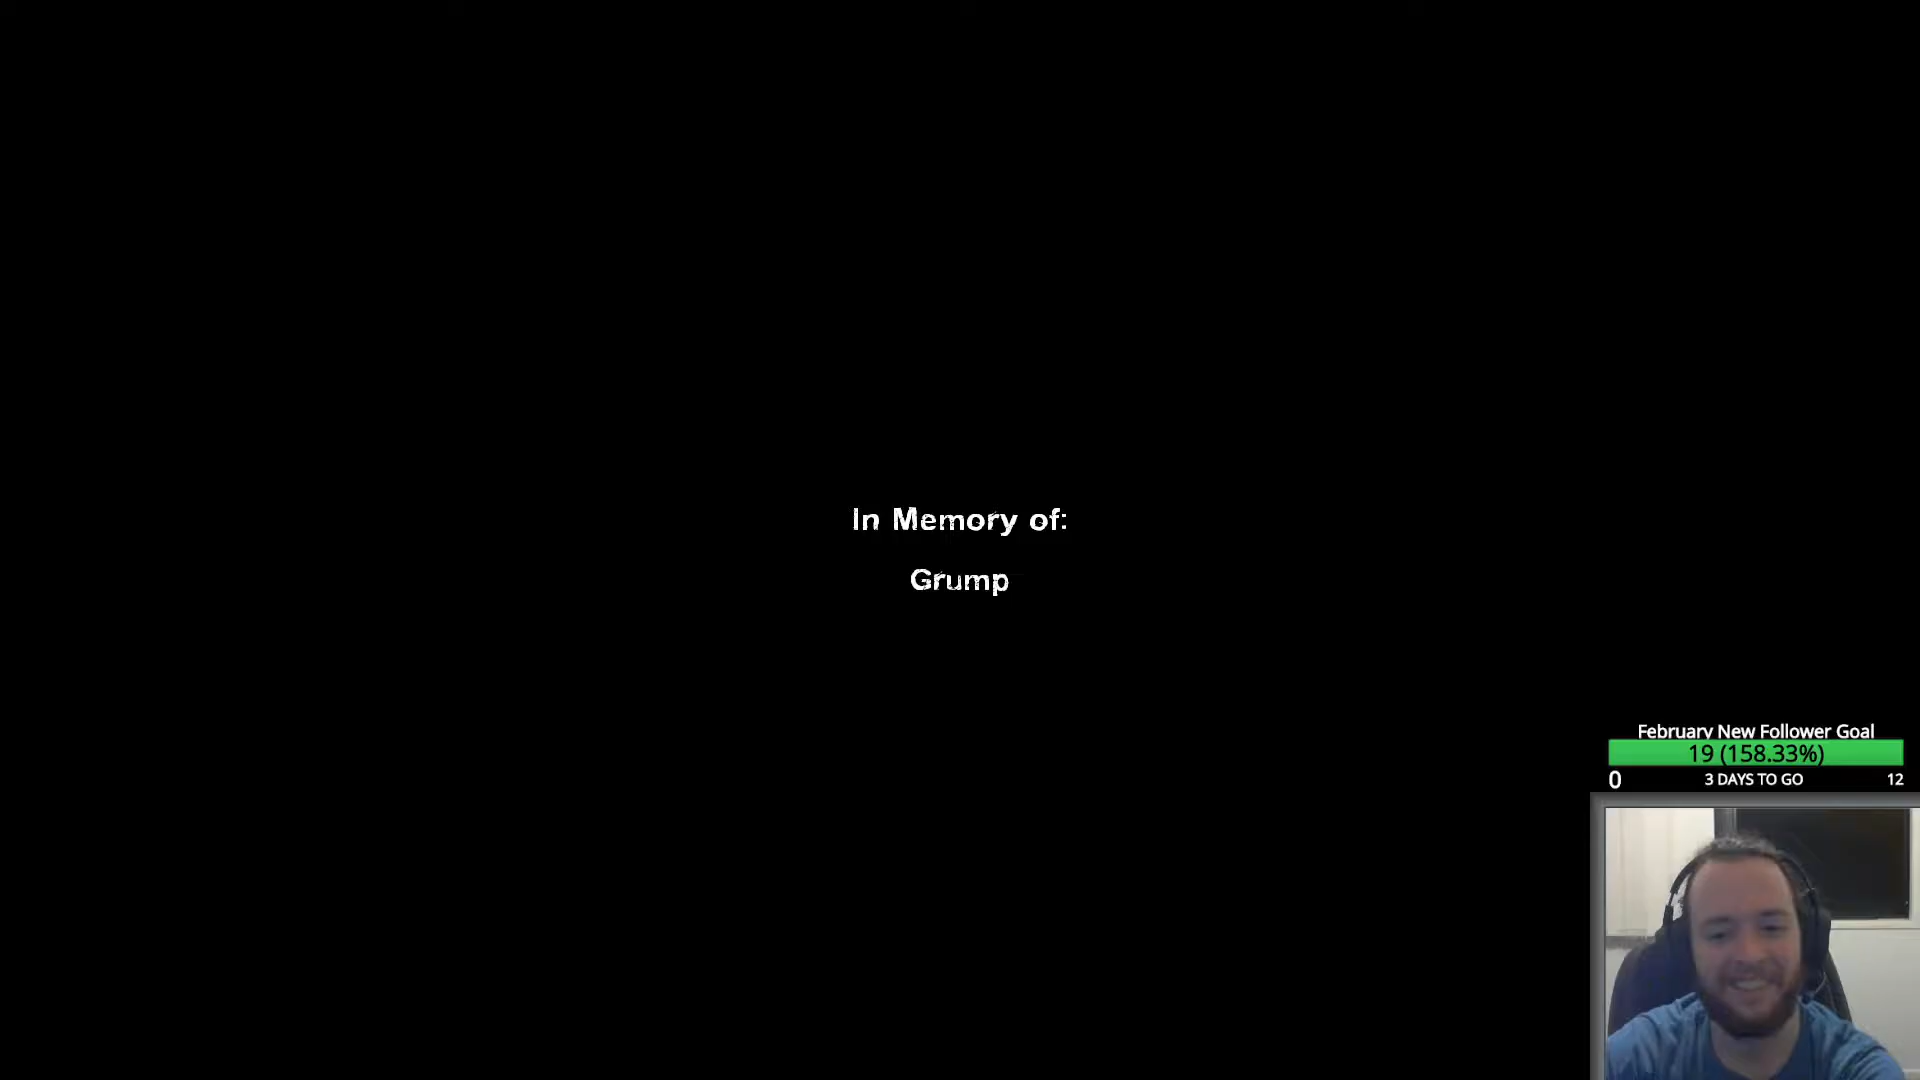 In Memory of:
Grump
February New Follower Goal
19 (158.33%)
0 3 DAYS TO GO 12